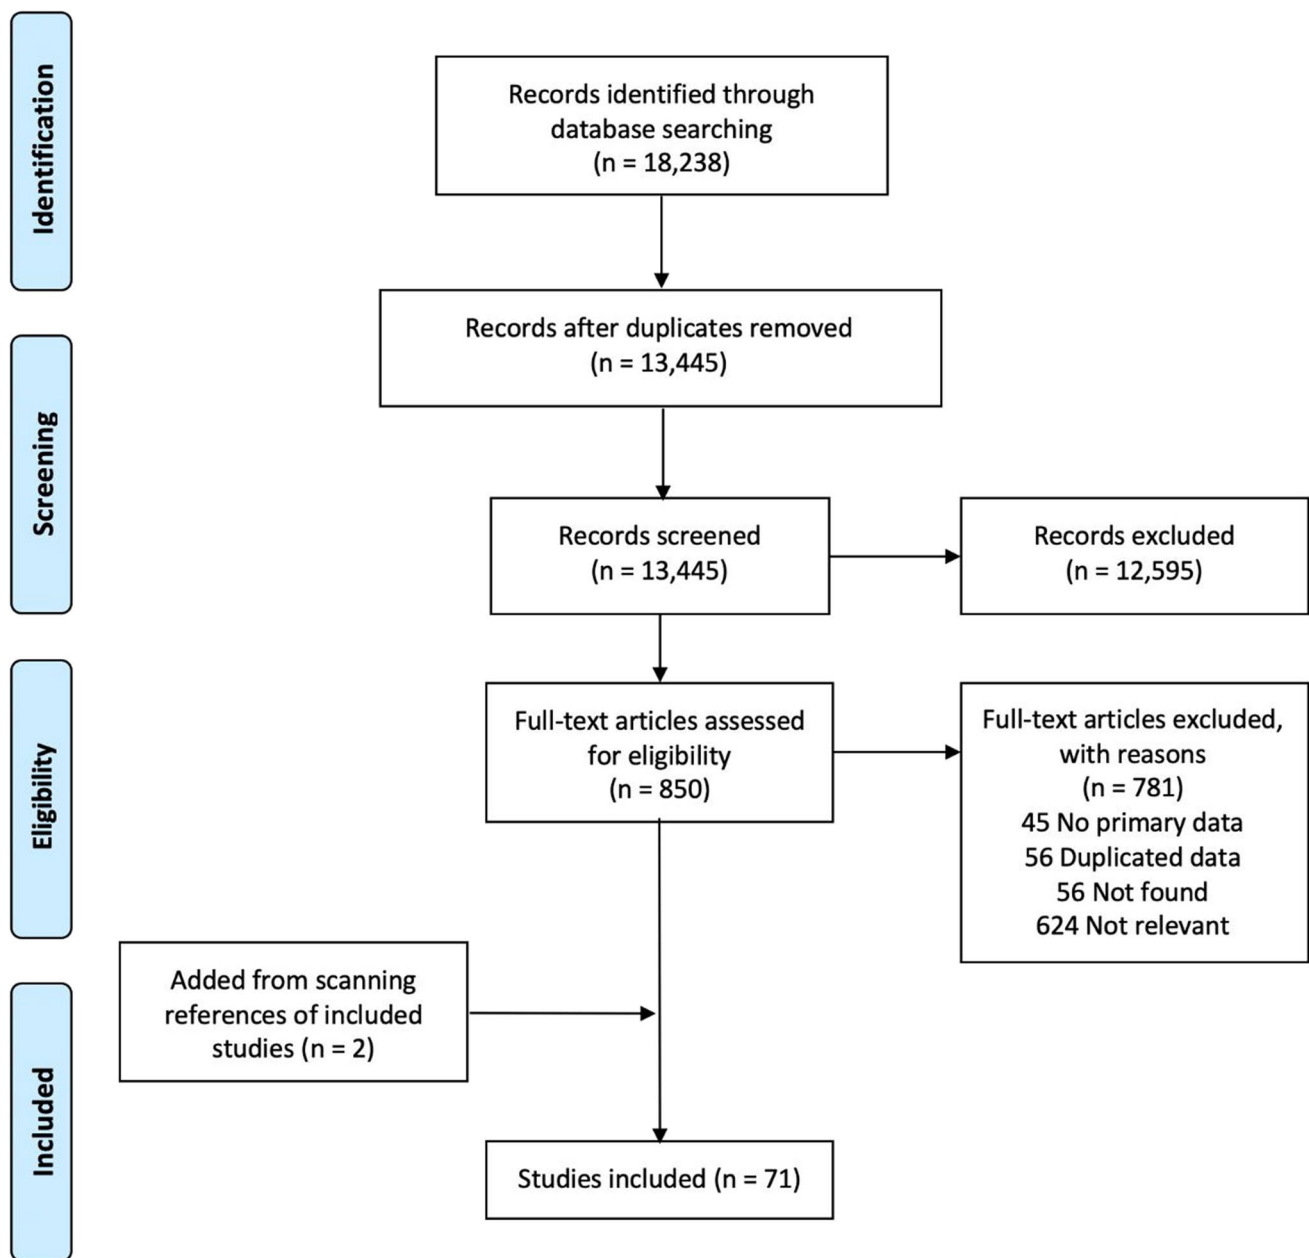 Identification
Records identified through
database searching
(n = 18,238)
Records after duplicates removed
(n = 13,445)
Screening
Records screened
(n = 13,445)
Records excluded
(n = 12,595)
Eligibility
Full-text articles assessed
for eligibility
(n = 850)
Full-text articles excluded,
with reasons
(n = 781)
45 No primary data
56 Duplicated data
56 Not found
624 Not relevant
Added from scanning
references of included
studies (n = 2)
Included
Studies included (n = 71)